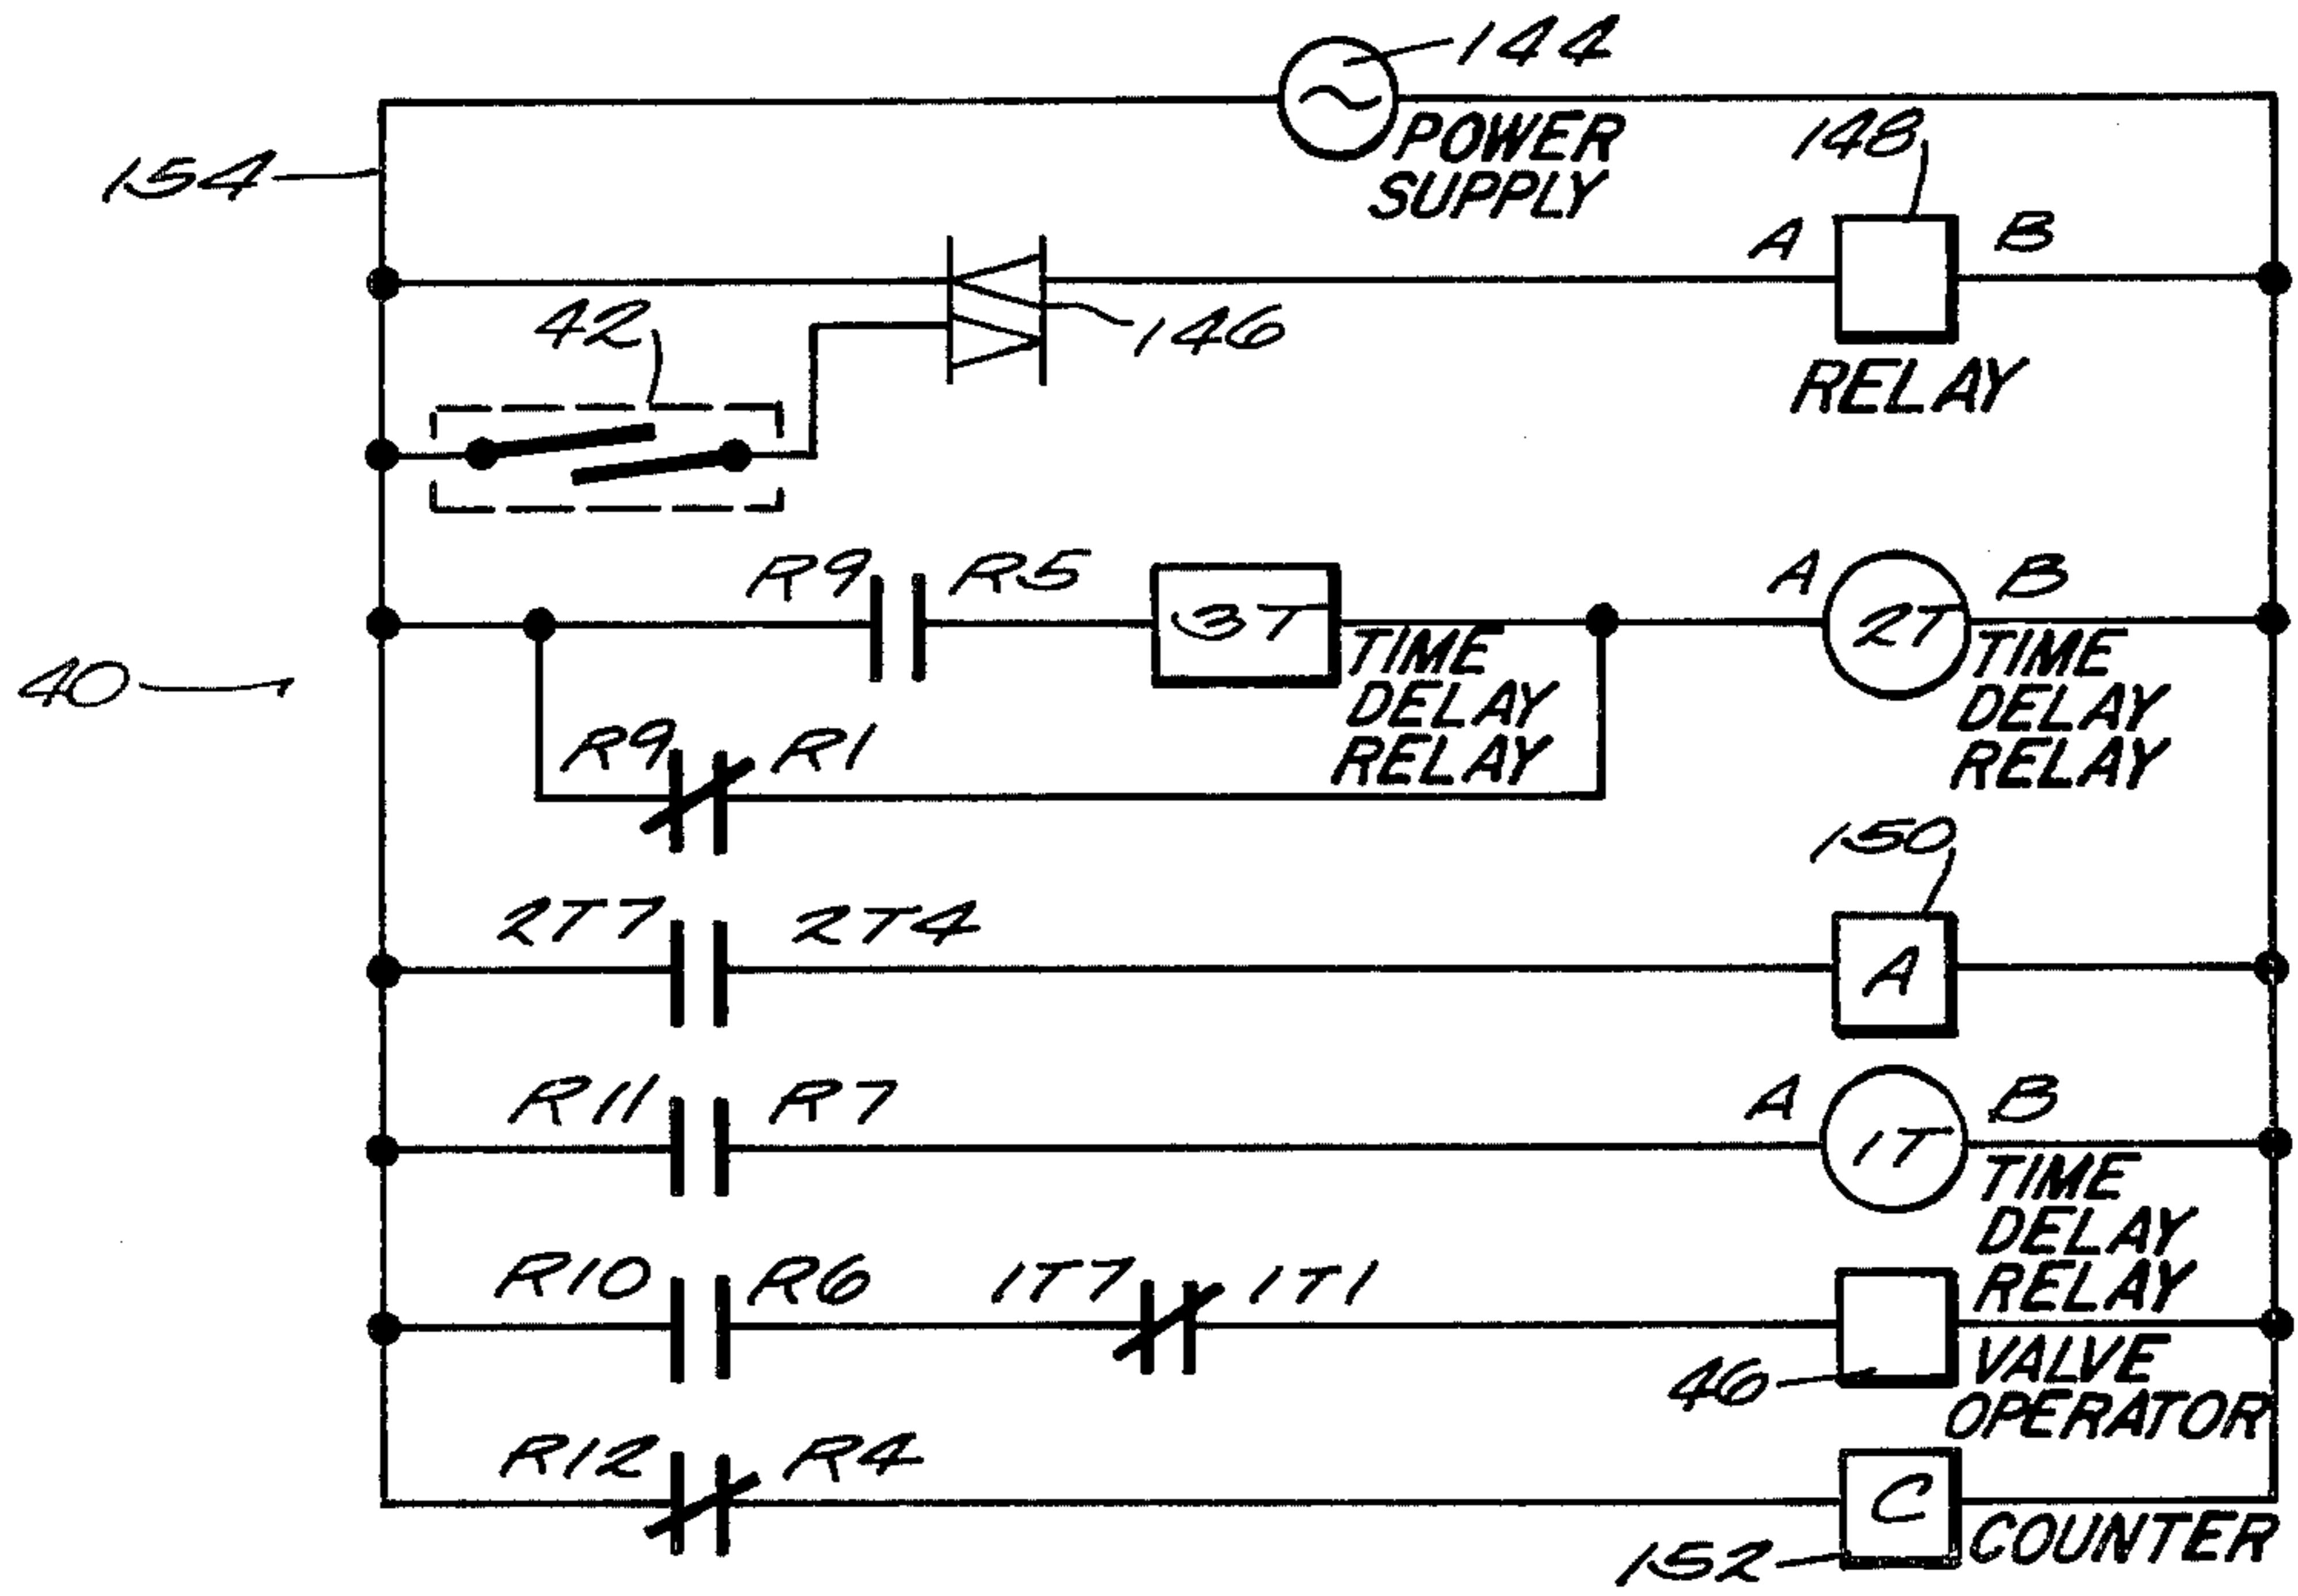 144
POWER
SUPPLY
154
148
A B
RELAY
42
146
R9 R5
3T
TIME
DELAY
RELAY
A 2T B
TIME
DELAY
RELAY
40
R9 R1
150
2T7 2T4
A
R11 R7
A 1T B
TIME
DELAY
RELAY
R10 R6 1T7 1T1
46
VALVE
OPERATOR
R12 R4
C
152
COUNTER